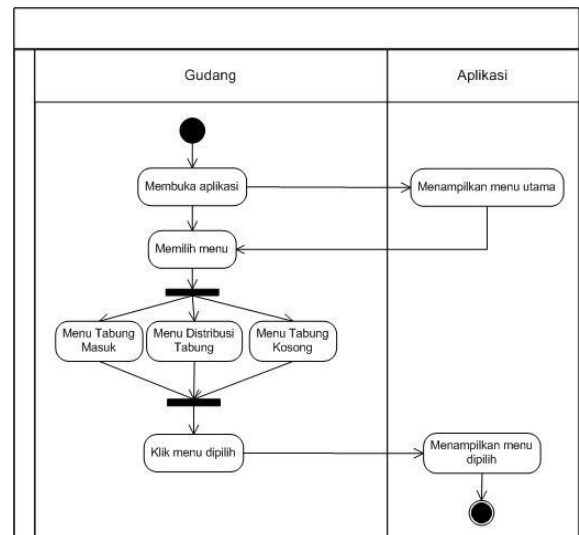 Gudang
Aplikasi
Membuka aplikasi
Menampilkan menu utama
Memilih menu
Menu Tabung
Masuk
Menu Distribusi
Tabung
Menu Tabung
Kosong
Klik menu dipilih
Menampilkan menu
dipilih